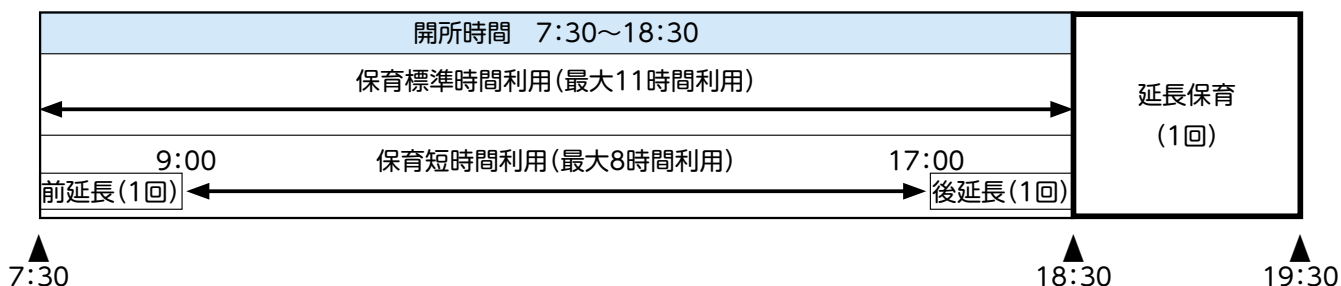 開所時間　7:30〜18:30
保育標準時間利用(最大11時間利用)
延長保育
(1回)
9:00
保育短時間利用(最大8時間利用)
17:00
前延長(1回)
後延長(1回)
7:30
18:30
19:30